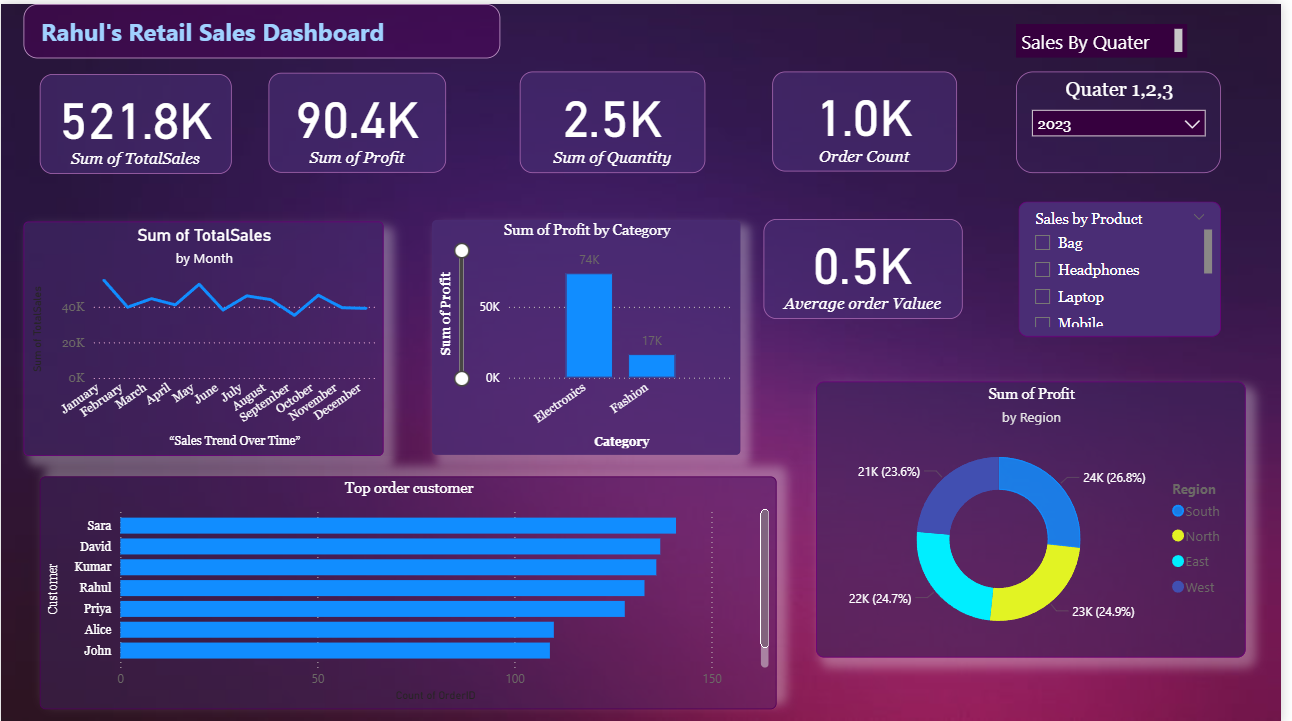 Rahul's Retail Sales Dashboard
Sales By Quater
521.8K
Sum of TotalSales
90.4K
Sum of Profit
2.5K
Sum of Quantity
1.0K
Order Count
Quater 1,2,3
2023
Sum of TotalSales
by Month
Sum of TotalSales
40K
20K
0K
January
February
March
April
May
June
July
August
September
October
November
December
“Sales Trend Over Time”
Sum of Profit by Category
Sum of Profit
74K
50K
17K
0K
Electronics
Fashion
Category
0.5K
Average order Valuee
Sales by Product
Bag
Headphones
Laptop
Mobile
Sum of Profit
by Region
21K (23.6%)
24K (26.8%)
22K (24.7%)
23K (24.9%)
Region
South
North
East
West
Top order customer
Customer
Sara
David
Kumar
Rahul
Priya
Alice
John
0
50
100
150
Count of Order ID